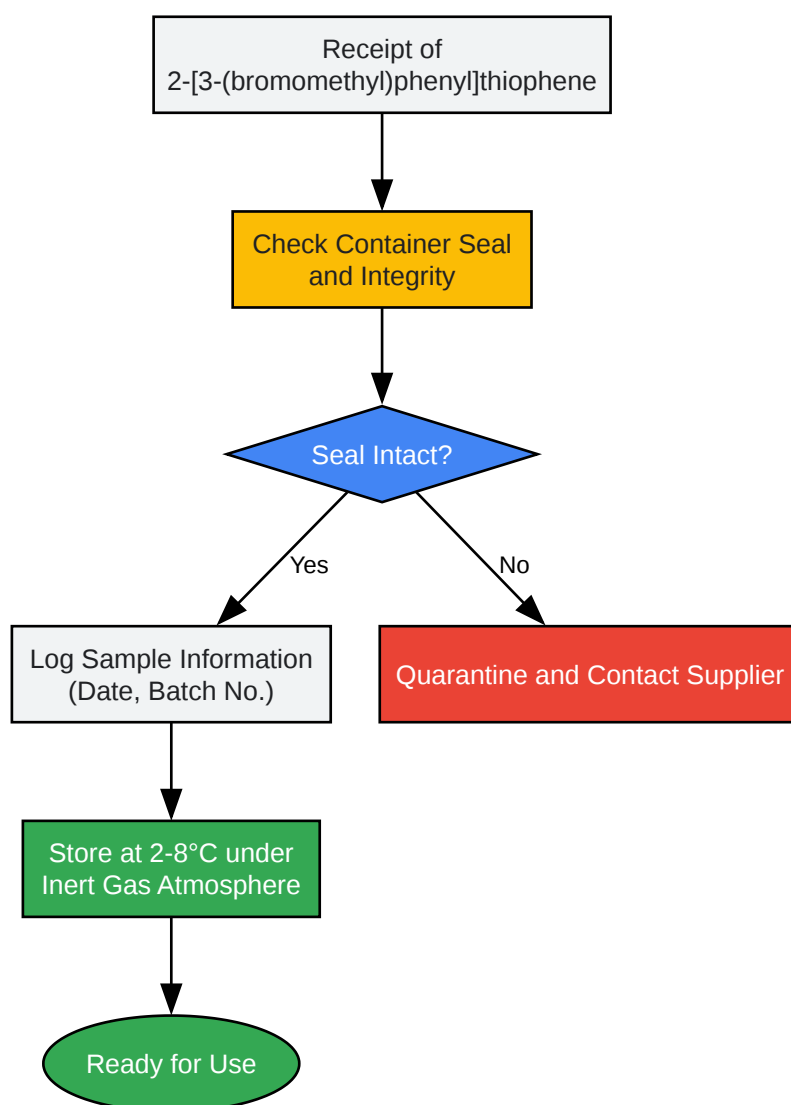 Receipt of
2-[3-(bromomethyl)phenyl]thiophene
Check Container Seal
and Integrity
Seal Intact?
Yes
No
Log Sample Information
(Date, Batch No.)
Quarantine and Contact Supplier
Store at 2-8°C under
Inert Gas Atmosphere
Ready for Use